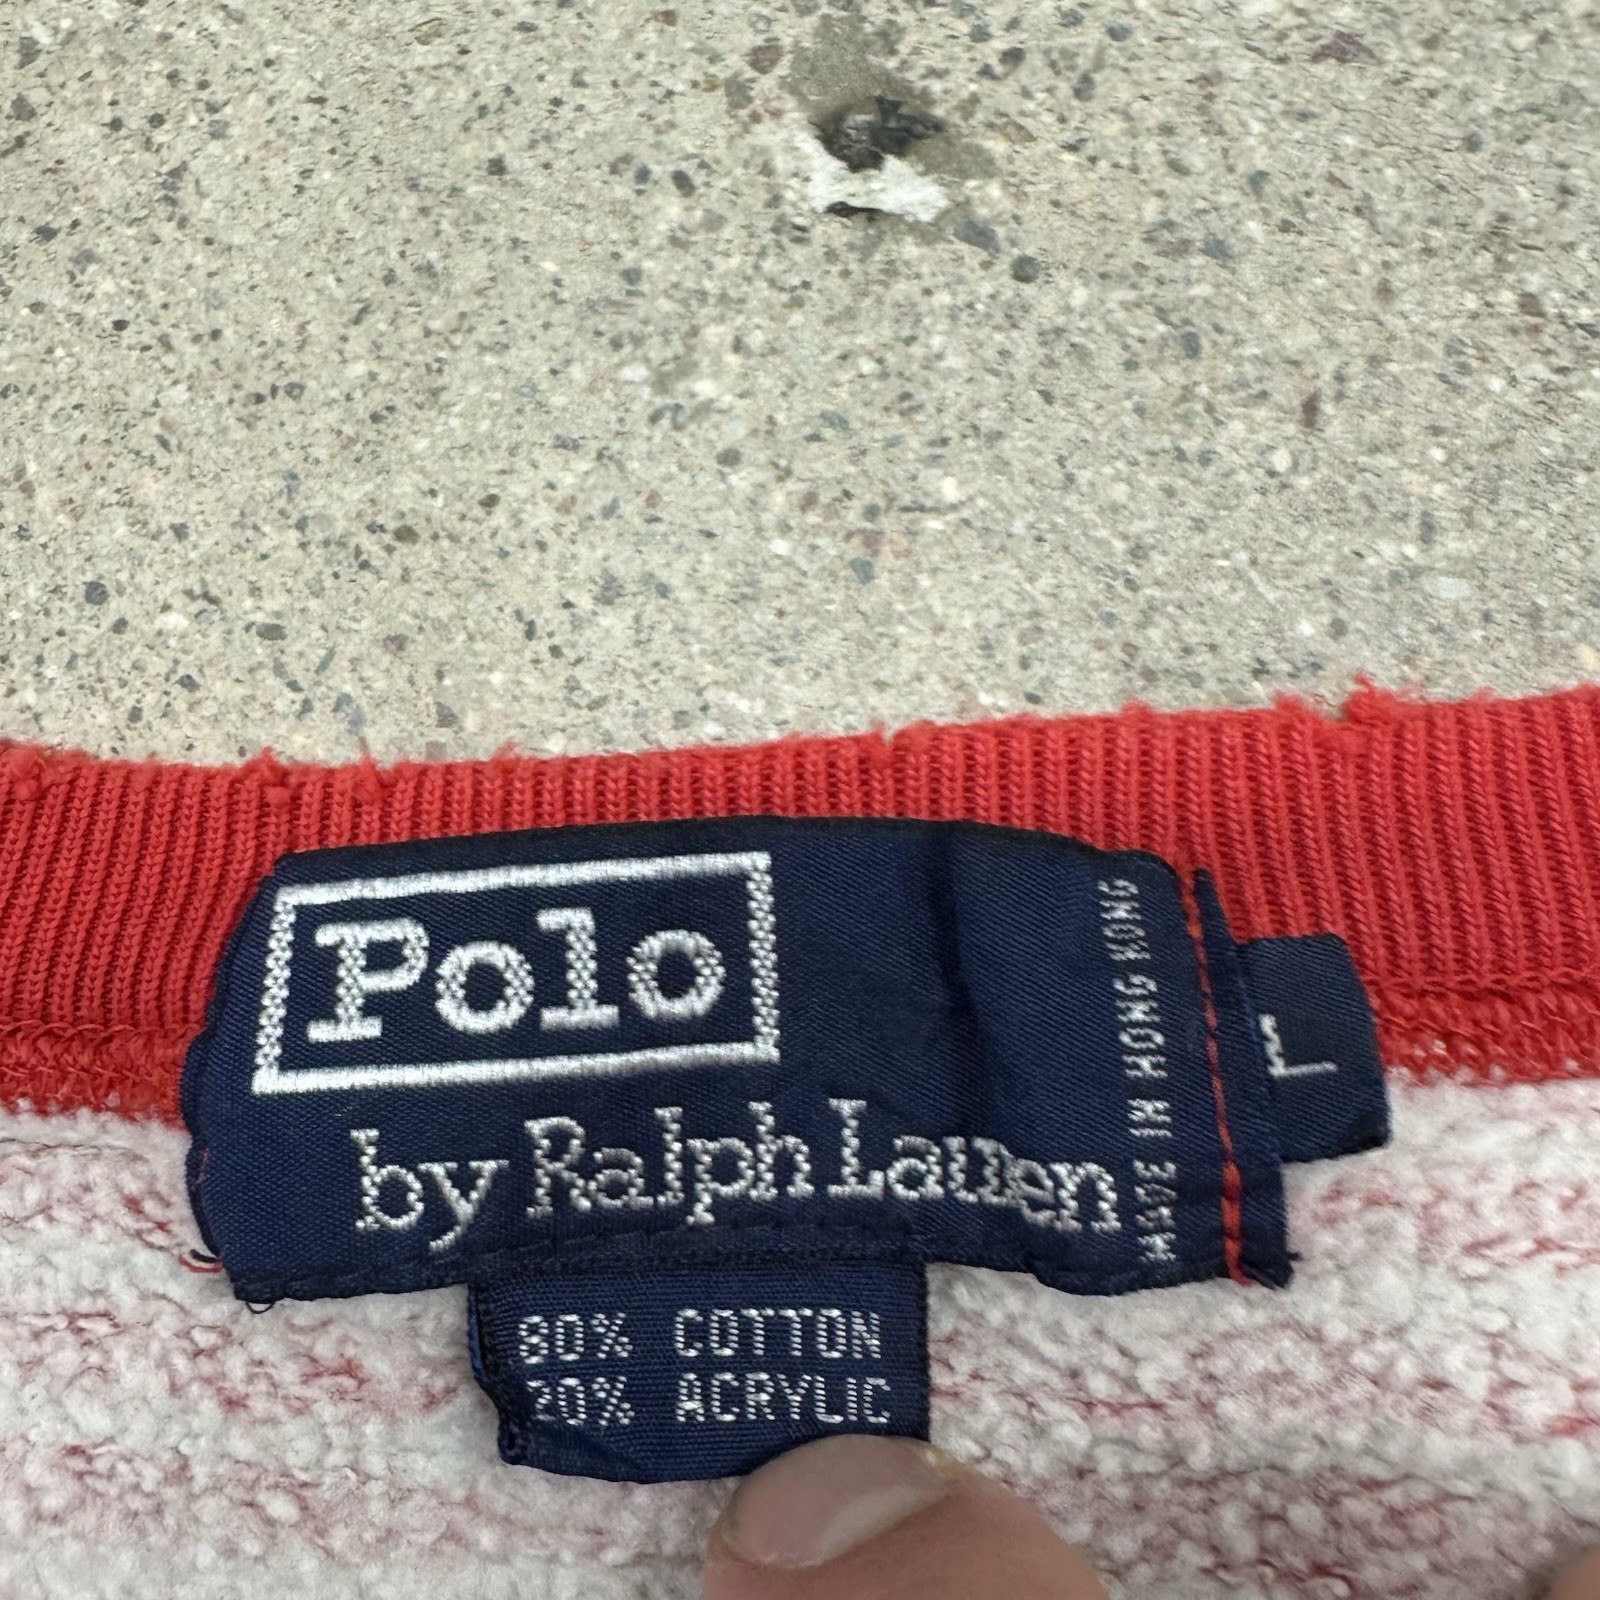 Polo
by Ralph Lauren
MADE IN HONG KONG
L
80% COTTON
20% ACRYLIC